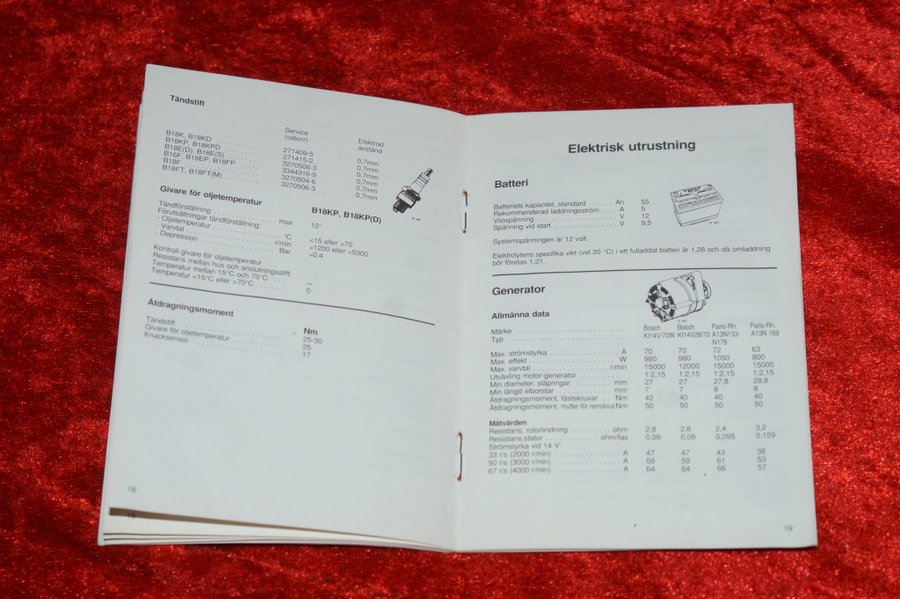 Tändstift
Service Elektrod-
(satsnr) avstånd
B18K, B18KD 271409-5 0,7mm
B18KP, B18KPD 271415-2 0,7mm
B18E(D), B18E(S) 3270506-3 0,7mm
B16F, B18EP, B18FP 3344316-9 0,7mm
B18F 3270504-6 0,7mm
B18FT, B18FT(M) 3270506-3 0,7mm
Givare för oljetemperatur
B18KP, B18KP(D)
Tändförställning max 10°
Förutsättningar tändförställning:
- Oljetemperatur °C <15 eller >70
- Varvtal r/min >1200 eller <5300
- Depression Bar >0,4
Kontroll givare för oljetemperatur
Resistans mellan hus och anslutningsstift:
Temperatur mellan 15°C och 70°C
Temperatur <15°C eller >70°C 0
Åtdragningsmoment
Nm
Tändstift 25-30
Givare för oljetemperatur 25
Knacksensor 17
18
Elektrisk utrustning
Batteri
Batteriets kapacitet, standard Ah 55
Rekommenderad laddningsström A 5
Vilospänning V 12
Spänning vid start V 9,5
Systemspänningen är 12 volt.
Elektrolytens specifika vikt (vid 20 °C) i ett fulladdat batteri är 1,28 och då omladdning
bör företas 1,21.
Generator
Allmänna data
Märke Bosch Bosch Paris-Rh. Paris-Rh.
Typ KI14V/70W KI14V28/70 A13N133/ A13N 169
N178
Max. strömstyrka A 70 70 72 63
Max. effekt W 980 980 1050 800
Max. varvtal r/min 15000 12000 15000 15000
Utväxling motor-generator 1:2,15 1:2,15 1:2,15 1:2,15
Min diameter, släpringar mm 27 27 27,8 28,8
Min längd elborstar mm 7 7 8 8
Åtdragningsmoment, fästskruvar Nm 42 40 40 40
Åtdragningsmoment, mutter för remskiva Nm 50 50 50 50
Mätvärden
Resistans, rotorlindning ohm 2,8 2,8 2,4 3,2
Resistans,stator ohm/fas 0,09 0,09 0,095 0,159
Strömstyrka vid 14 V:
33 r/s (2000 r/min) A 47 47 43 38
50 r/s (3000 r/min) A 59 59 61 53
67 r/s (4000 r/min) A 64 64 66 57
19